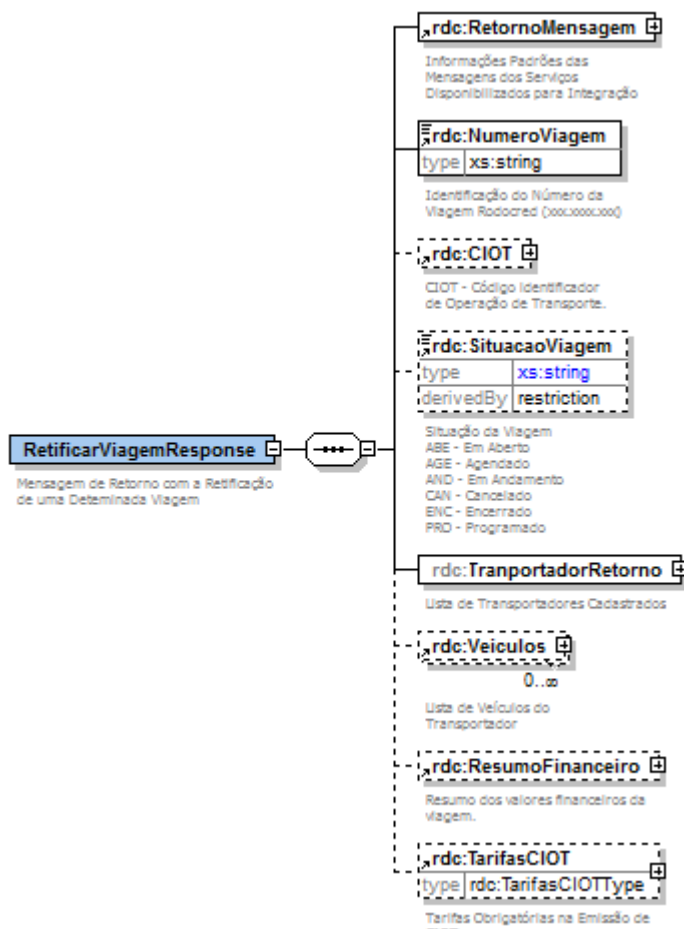 rdc:RetornoMensagem
Informações Padrões das
Mensagens dos Serviços
Disponibilizados para Integração
rdc:NumeroViagem
type xs:string
Identificação do Número da
Viagem Rodocred (xxx.xxxx.xxx)
rdc:CIOT
CIOT - Código Identificador
de Operação de Transporte.
rdc:SituacaoViagem
type xs:string
derivedBy restriction
Situação da Viagem
ABE - Em Aberto
AGE - Agendado
AND - Em Andamento
CAN - Cancelado
ENC - Encerrado
PRO - Programado
RetificarViagemResponse
Mensagem de Retorno com a Retificação
de uma Deteminada Viagem
rdc:TranportadorRetorno
Lista de Transportadores Cadastrados
rdc:Veiculos
0..∞
Lista de Veículos do
Transportador
rdc:ResumoFinanceiro
Resumo dos valores financeiros da
viagem.
rdc:TarifasCIOT
type rdc:TarifasCIOTType
Tarifas Obrigatórias na Emissão de